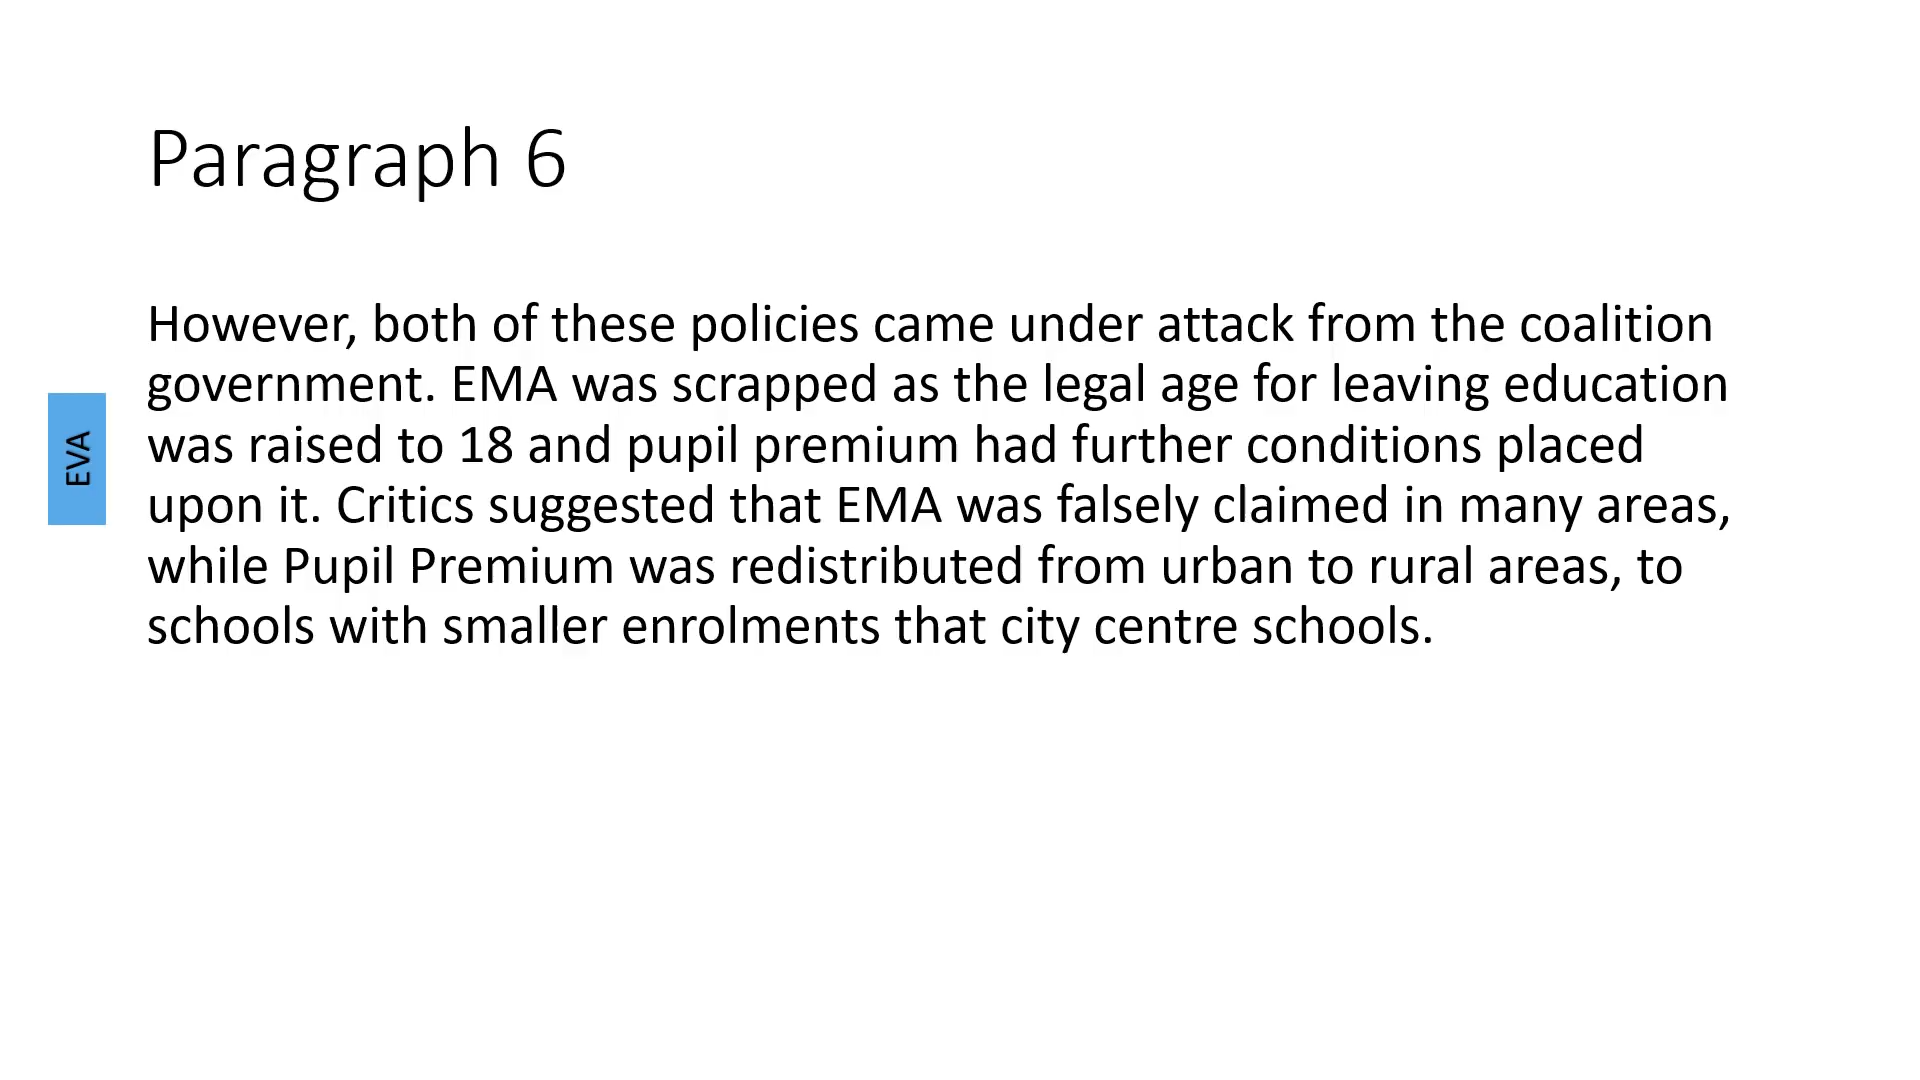 Paragraph 6
However, both of these policies came under attack from the coalition
government. EMA was scrapped as the legal age for leaving education
was raised to 18 and pupil premium had further conditions placed
upon it. Critics suggested that EMA was falsely claimed in many areas,
while Pupil Premium was redistributed from urban to rural areas, to
schools with smaller enrolments that city centre schools.
EVA